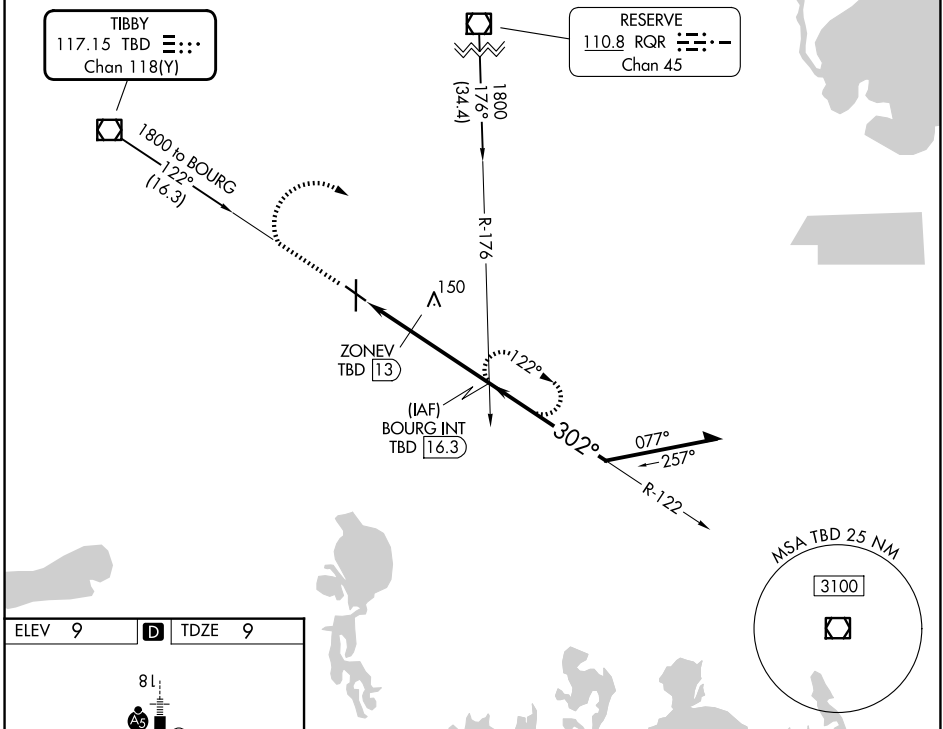 TIBBY
117.15 TBD
Chan 118(Y)
RESERVE
110.8 RQR
Chan 45
1800
176°
(34.4)
1800 to BOURG
122°
(16.3)
R-176
150
ZONEV
TBD 13
122°
(IAF)
BOURG INT
TBD 16.3
302°
077°
257°
R-122
MSA TBD 25 NM
3100
ELEV 9 D TDZE 9
18
A5